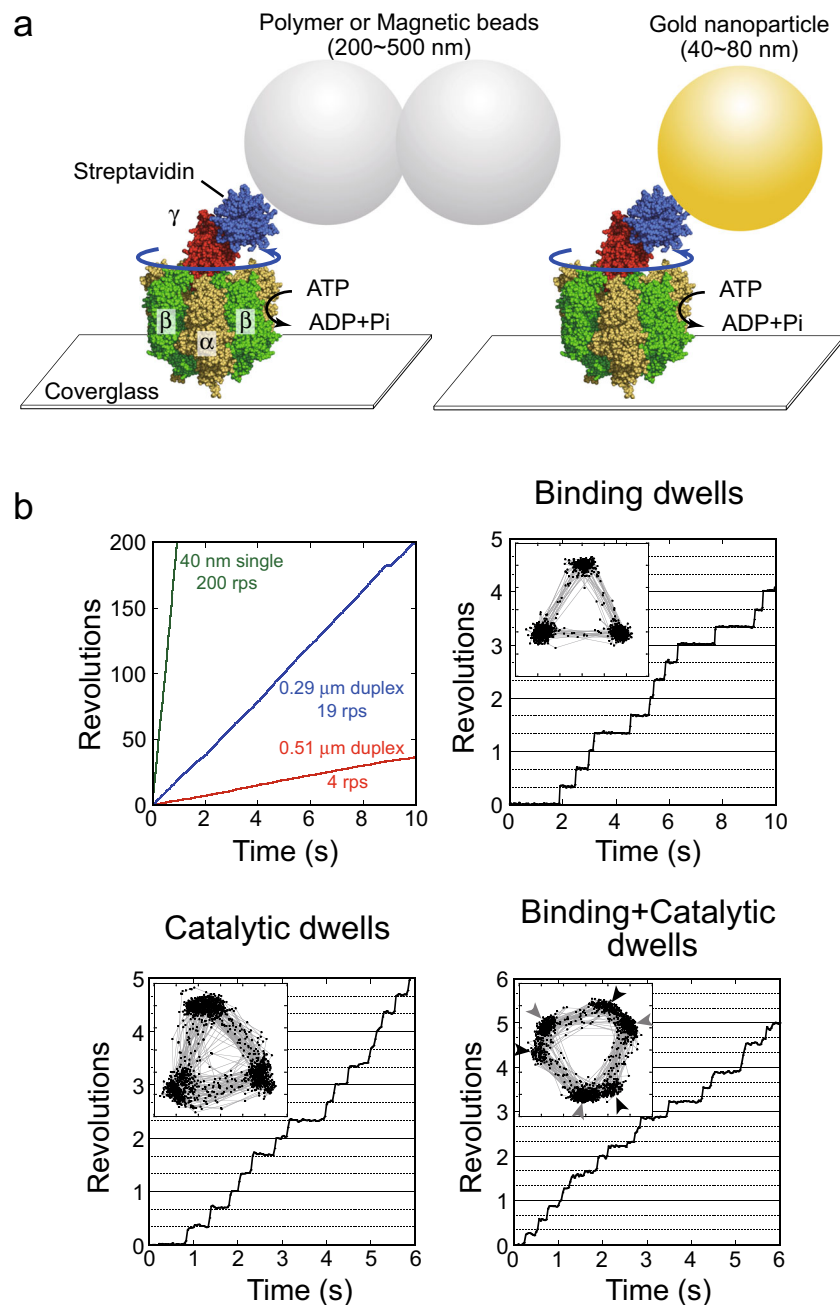 a
Polymer or Magnetic beads
(200~500 nm)
Gold nanoparticle
(40~80 nm)
Streptavidin
γ
ATP
ADP+Pi
β
α
β
Coverglass
ATP
ADP+Pi
b
Revolutions
200
150
100
50
0
40 nm single
200 rps
0.29 μm duplex
19 rps
0.51 μm duplex
4 rps
0 2 4 6 8 10
Time (s)
Binding dwells
Revolutions
5
4
3
2
1
0
0 2 4 6 8 10
Time (s)
Catalytic dwells
Revolutions
5
4
3
2
1
0
0 1 2 3 4 5 6
Time (s)
Binding+Catalytic
dwells
Revolutions
6
5
4
3
2
1
0
0 1 2 3 4 5 6
Time (s)